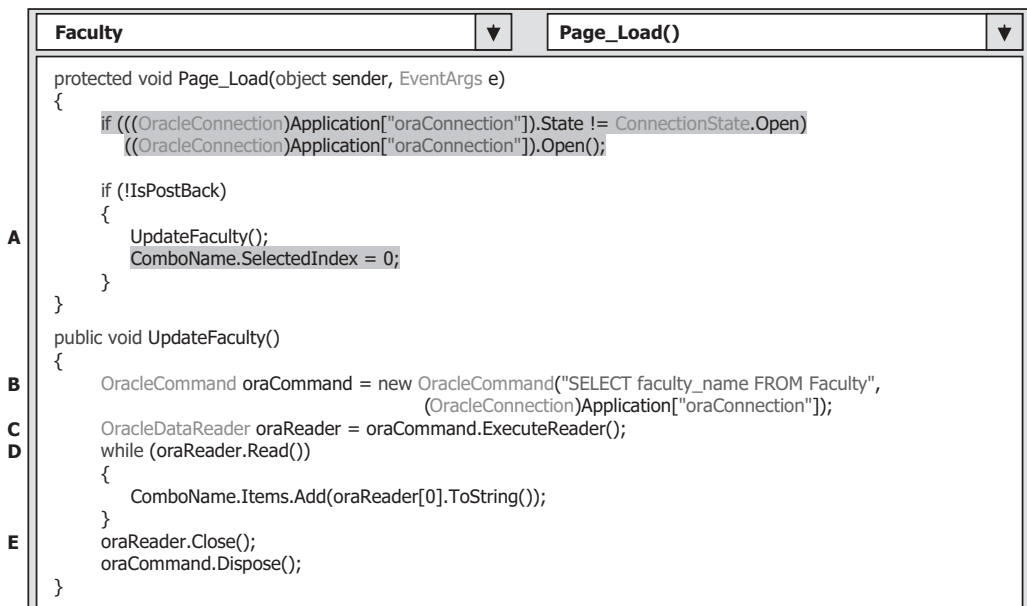 Faculty Page_Load()
protected void Page_Load(object sender, EventArgs e)
{
if (((OracleConnection)Application["oraConnection"]).State != ConnectionState.Open)
((OracleConnection)Application["oraConnection"]).Open();
if (!IsPostBack)
{
A UpdateFaculty();
ComboName.SelectedIndex = 0;
}
}
public void UpdateFaculty()
{
B OracleCommand oraCommand = new OracleCommand("SELECT faculty_name FROM Faculty",
(OracleConnection)Application["oraConnection"]);
C OracleDataReader oraReader = oraCommand.ExecuteReader();
D while (oraReader.Read())
{
ComboName.Items.Add(oraReader[0].ToString());
}
E oraReader.Close();
oraCommand.Dispose();
}